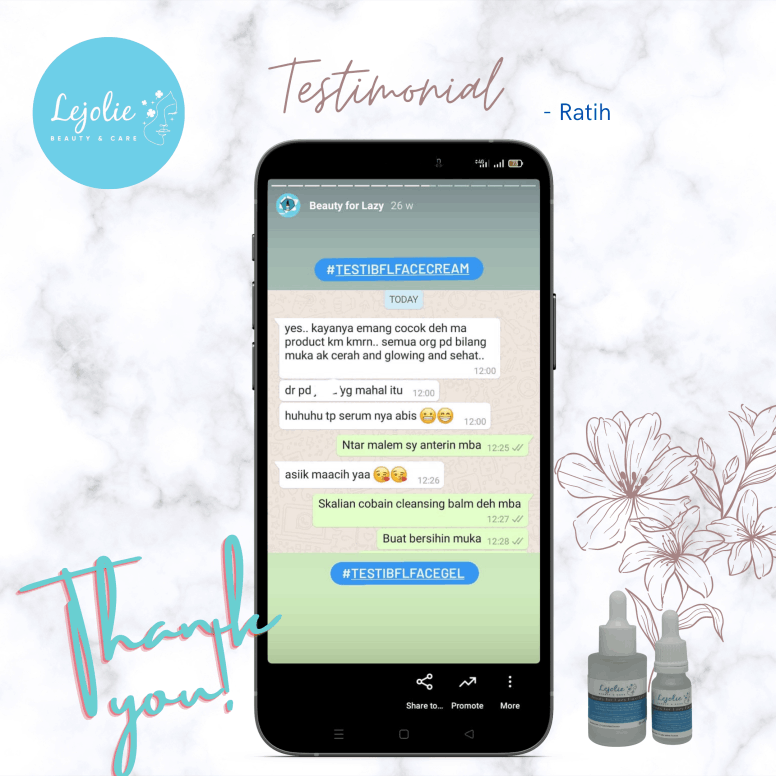 Lejolie
BEAUTY & CARE
Testimonial
- Ratih
Beauty for Lazy 26 w
#TESTIBFLFACECREAM
TODAY
yes.. kayanya emang cocok deh ma
product km kmrn.. semua org pd bilang
muka ak cerah and glowing and sehat..
12:00
dr pd, yg mahal itu 12:00
huhuhu tp serum nya abis 😁😁 12:00
Ntar malem sy anterin mba 12:25
asiik maacih yaa 😘😘 12:26
Skalian cobain cleansing balm deh mba
12:27
Buat bersihin muka 12:28
#TESTIBFLFACEGEL
Thank
you!
Share to... Promote More
Lejolie
Lejolie